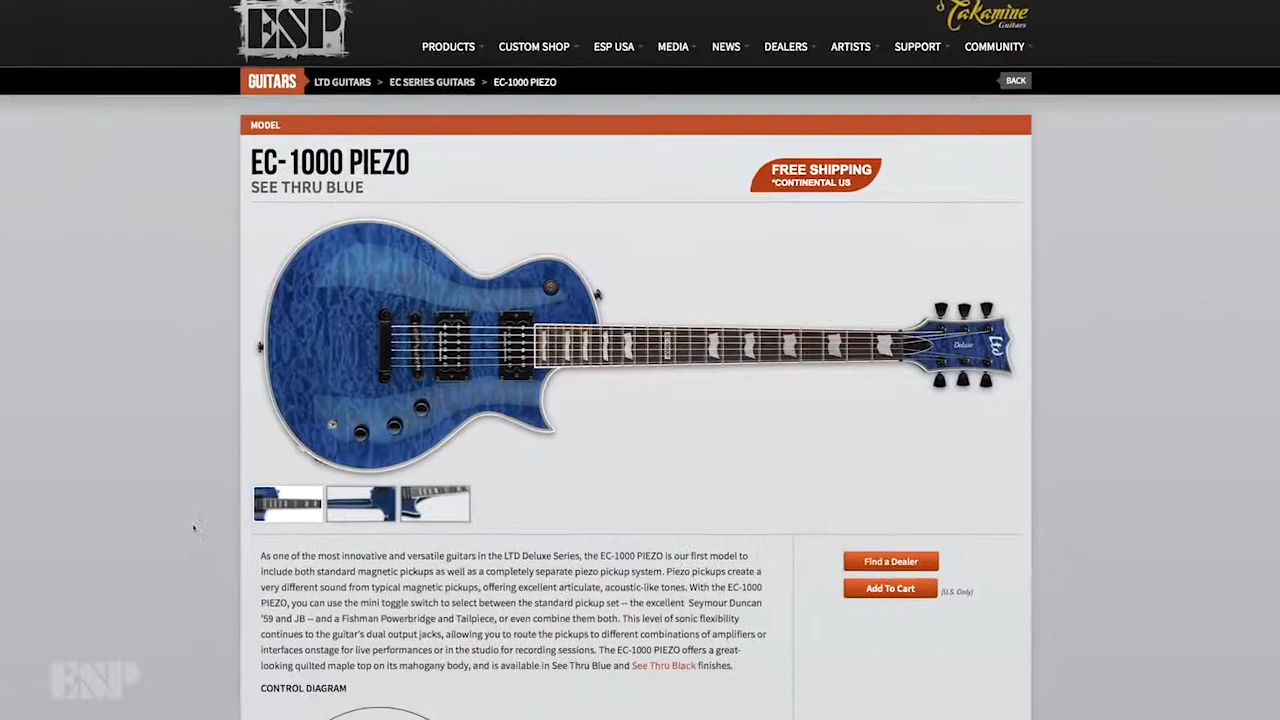 ESP
Takamine
Guitars
PRODUCTS CUSTOM SHOP ESP USA MEDIA NEWS DEALERS ARTISTS SUPPORT COMMUNITY
GUITARS LTD GUITARS > EC SERIES GUITARS > EC-1000 PIEZO BACK
MODEL
EC-1000 PIEZO
SEE THRU BLUE
FREE SHIPPING
*CONTINENTAL US
Deluxe
LTD
As one of the most innovative and versatile guitars in the LTD Deluxe Series, the EC-1000 PIEZO is our first model to
include both standard magnetic pickups as well as a completely separate piezo pickup system. Piezo pickups create a
very different sound from typical magnetic pickups, offering excellent articulate, acoustic-like tones. With the EC-1000
PIEZO, you can use the mini toggle switch to select between the standard pickup set -- the excellent Seymour Duncan
'59 and JB -- and a Fishman Powerbridge and Tailpiece, or even combine them both. This level of sonic flexibility
continues to the guitar's dual output jacks, allowing you to route the pickups to different combinations of amplifiers or
interfaces onstage for live performances or in the studio for recording sessions. The EC-1000 PIEZO offers a great-
looking quilted maple top on its mahogany body, and is available in See Thru Blue and See Thru Black finishes.
CONTROL DIAGRAM
Find a Dealer
Add To Cart (U.S. Only)
ESP